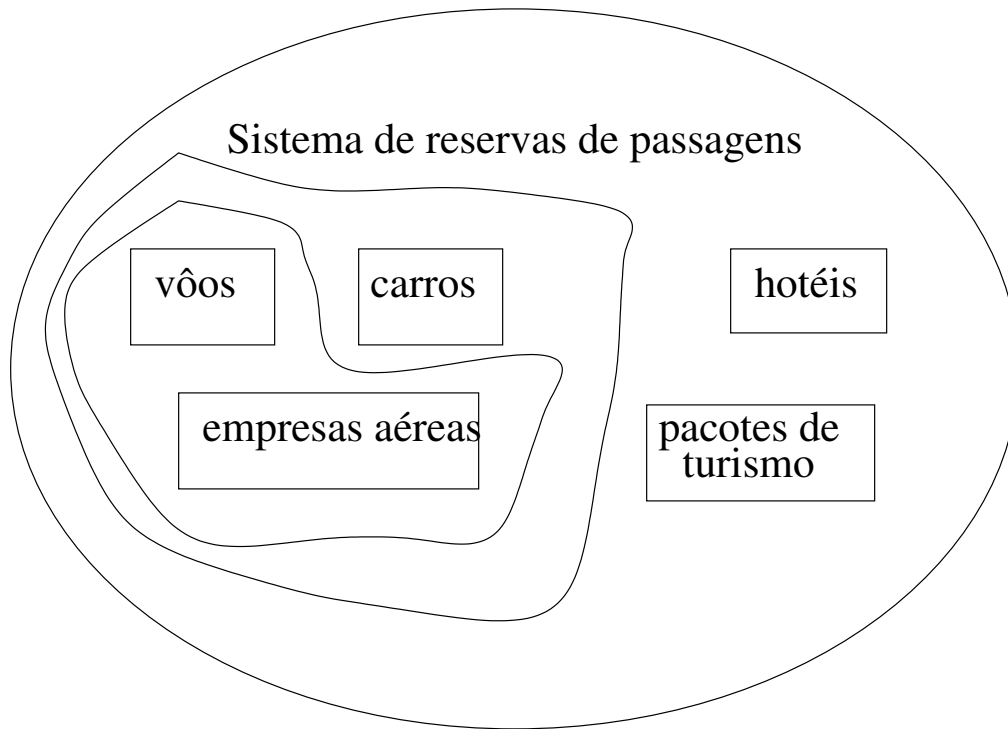 Sistema de reservas de passagens
vôos
carros
hotéis
empresas aéreas
pacotes de
turismo